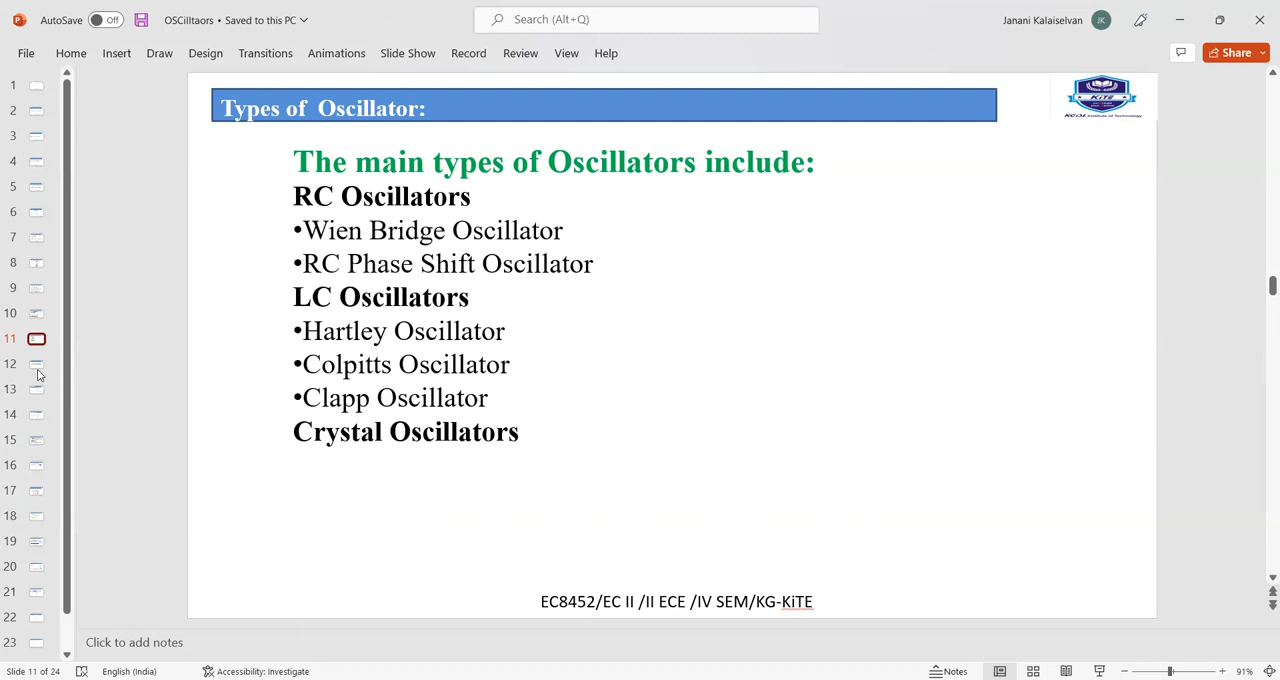 AutoSave Off OSCilltaors • Saved to this PC Search (Alt+Q) Janani Kalaiselvan JK
File Home Insert Draw Design Transitions Animations Slide Show Record Review View Help Share
1
2
3
4
5
6
7
8
9
10
11
12
13
14
15
16
17
18
19
20
21
22
23
Types of Oscillator:
KiTE
KGiSL Institute of Technology
The main types of Oscillators include:
RC Oscillators
•Wien Bridge Oscillator
•RC Phase Shift Oscillator
LC Oscillators
•Hartley Oscillator
•Colpitts Oscillator
•Clapp Oscillator
Crystal Oscillators
EC8452/EC II /II ECE /IV SEM/KG-KiTE
Click to add notes
Slide 11 of 24 English (India) Accessibility: Investigate Notes 91%